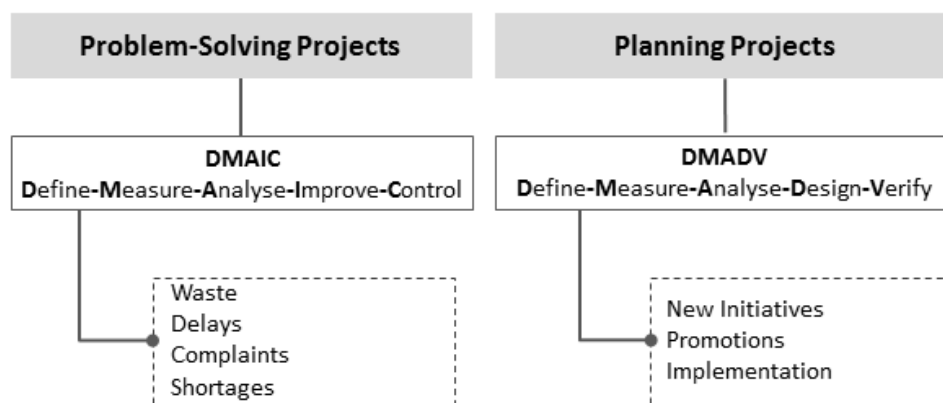 Problem-Solving Projects
DMAIC
Define-Measure-Analyse-Improve-Control
Waste
Delays
Complaints
Shortages
Planning Projects
DMADV
Define-Measure-Analyse-Design-Verify
New Initiatives
Promotions
Implementation